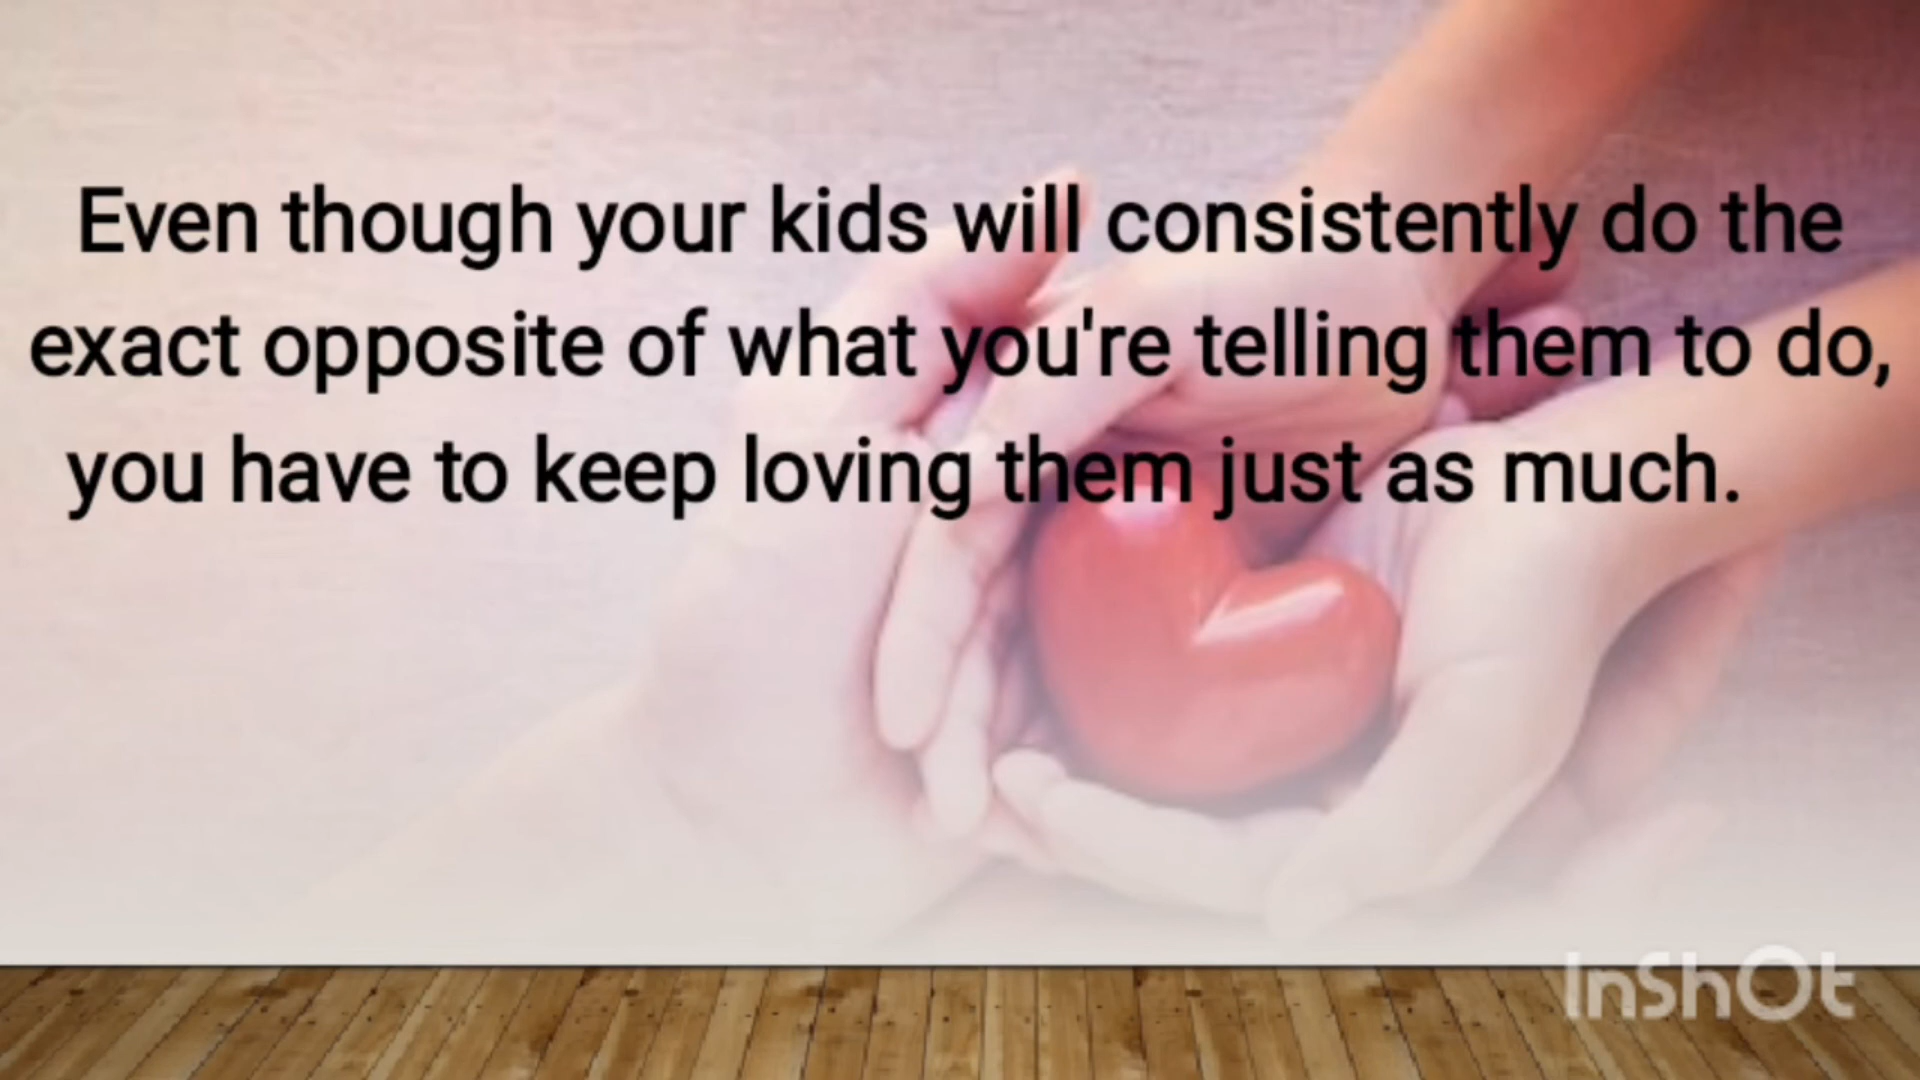 Even though your kids will consistently do the
exact opposite of what you're telling them to do,
you have to keep loving them just as much.
InShOt